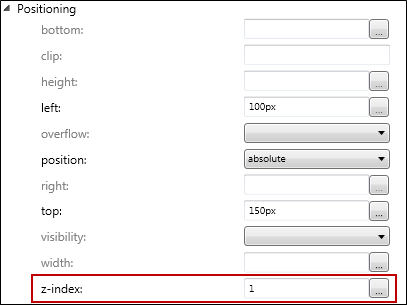 Positioning
bottom: ...
clip:
height: ...
left: 100px ...
overflow:
position: absolute
right: ...
top: 150px ...
visibility:
width: ...
z-index: 1 ...